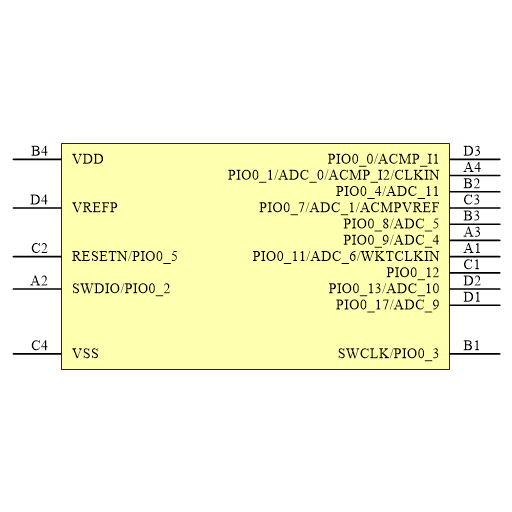 B4 VDD PIO0_0/ACMP_I1 D3
PIO0_1/ADC_0/ACMP_I2/CLKIN A4
PIO0_4/ADC_11 B2
D4 VREFP PIO0_7/ADC_1/ACMPVREF C3
PIO0_8/ADC_5 B3
PIO0_9/ADC_4 A3
C2 RESETN/PIO0_5 PIO0_11/ADC_6/WKTCLKIN A1
PIO0_12 C1
A2 SWDIO/PIO0_2 PIO0_13/ADC_10 D2
PIO0_17/ADC_9 D1
C4 VSS SWCLK/PIO0_3 B1